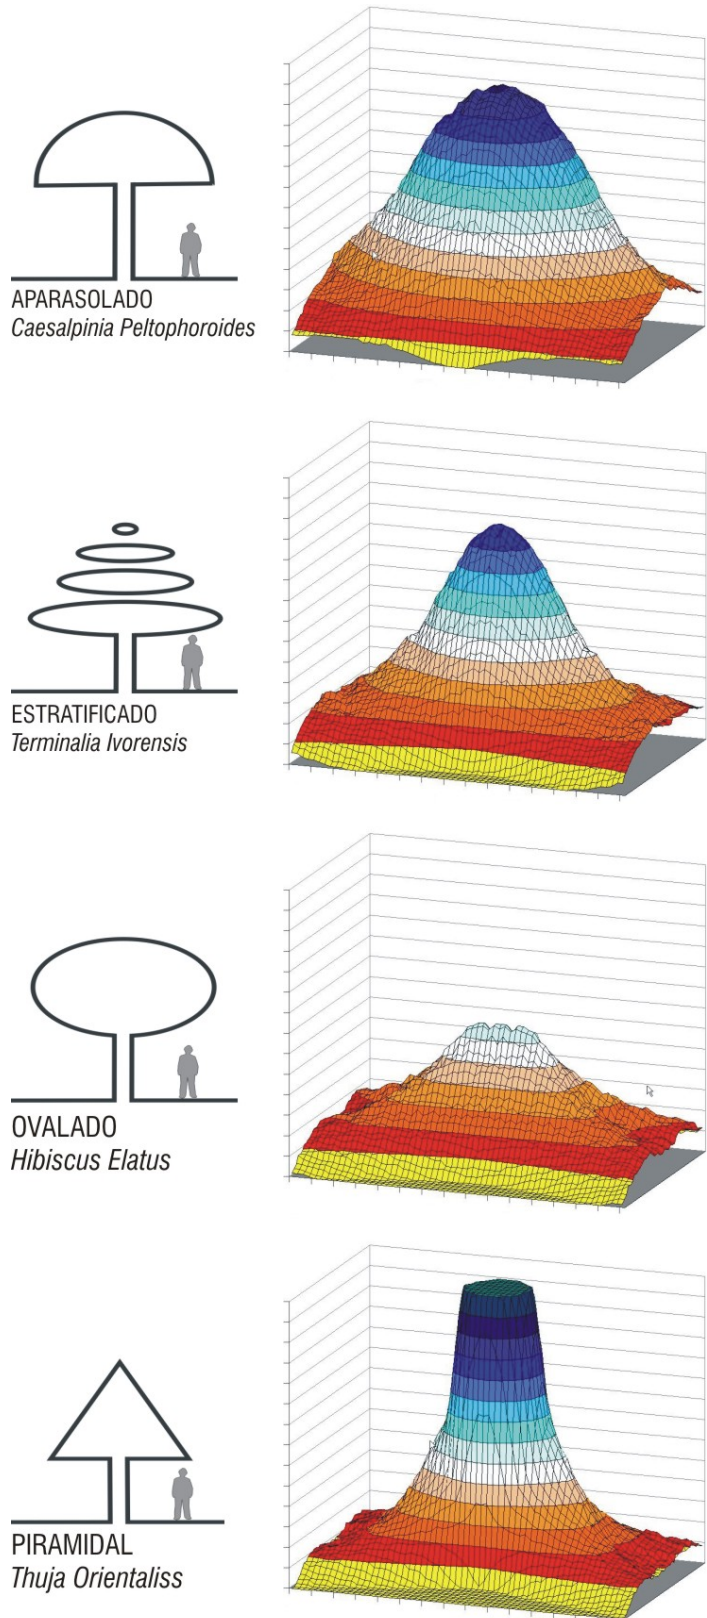 APARASOLADO
Caesalpinia Peltophoroides
ESTRATIFICADO
Terminalia Ivorensis
OVALADO
Hibiscus Elatus
PIRAMIDAL
Thuja Orientaliss